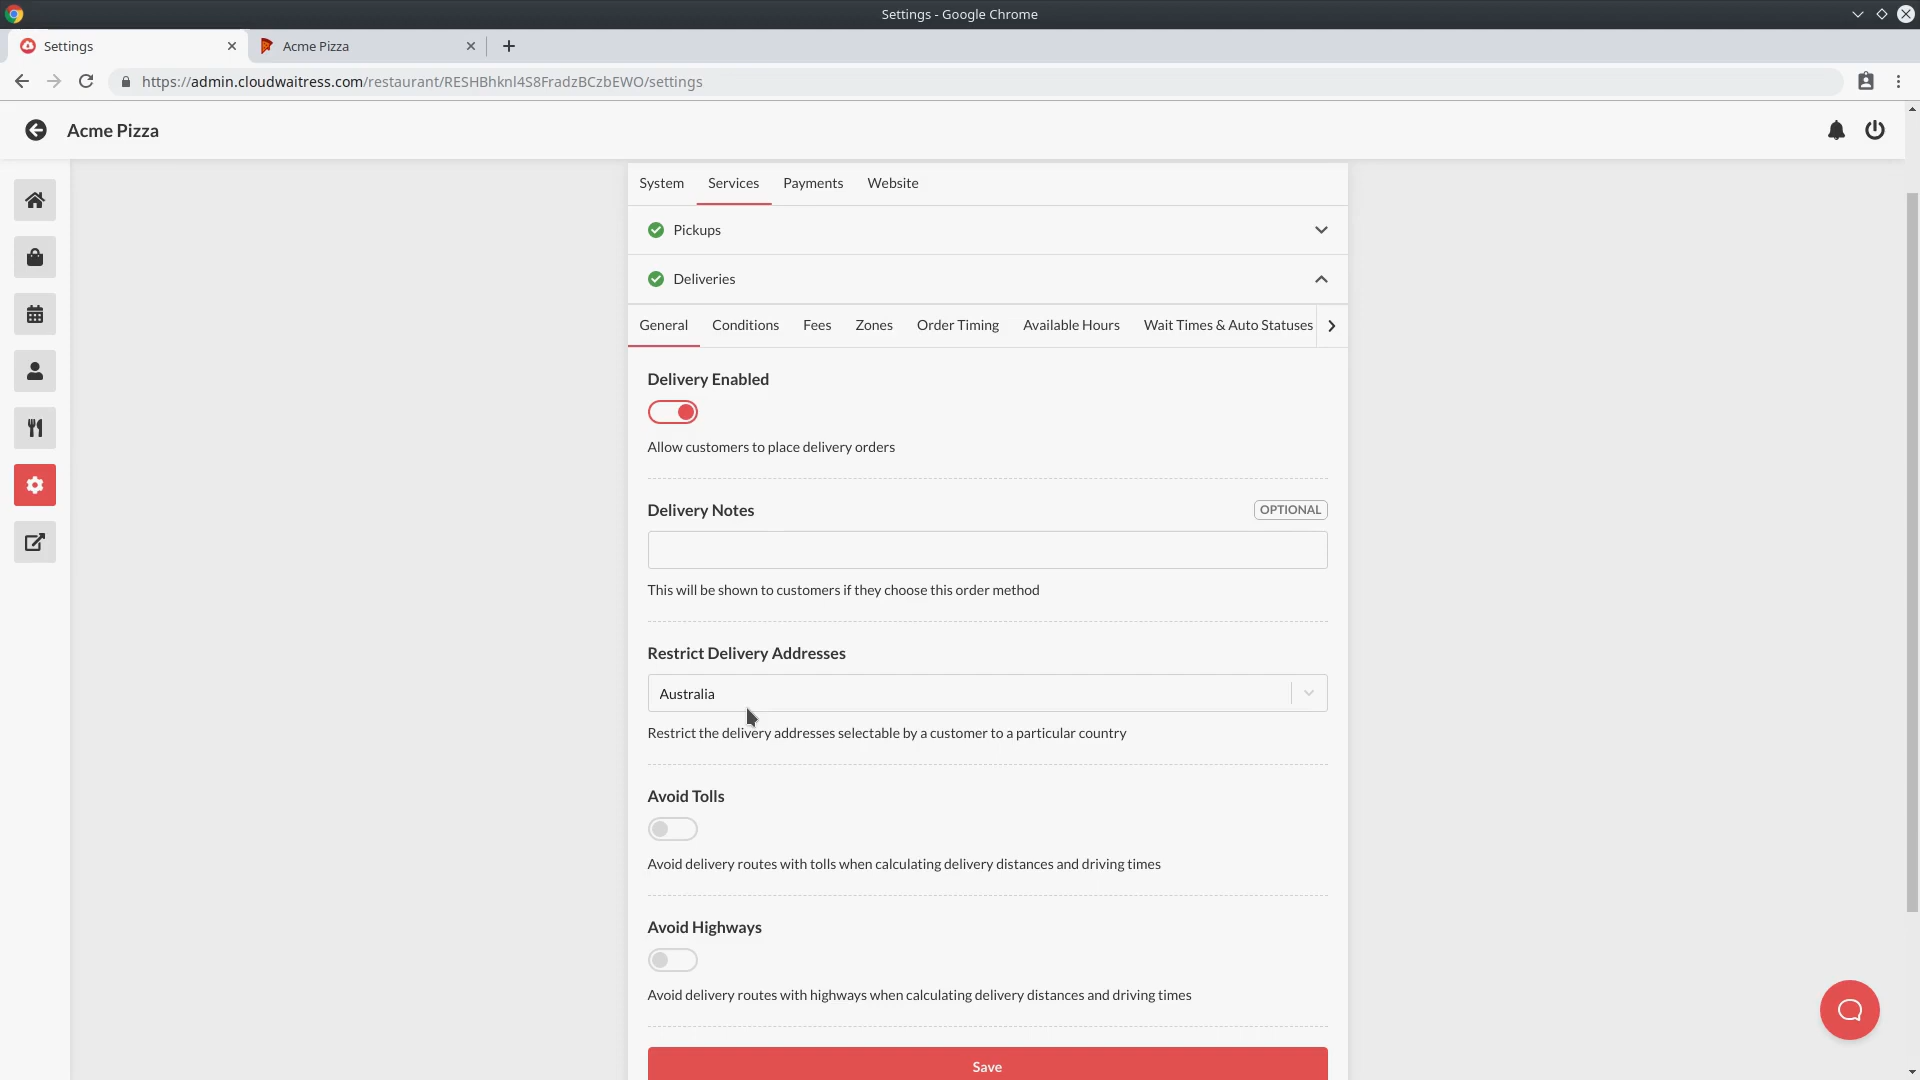 Settings - Google Chrome
Settings
Acme Pizza
https://admin.cloudwaitress.com/restaurant/RESHBhknl4S8FradzBCzbEWO/settings
Acme Pizza
System Services Payments Website
Pickups
Deliveries
General Conditions Fees Zones Order Timing Available Hours Wait Times & Auto Statuses
Delivery Enabled
Allow customers to place delivery orders
Delivery Notes
OPTIONAL
This will be shown to customers if they choose this order method
Restrict Delivery Addresses
Australia
Restrict the delivery addresses selectable by a customer to a particular country
Avoid Tolls
Avoid delivery routes with tolls when calculating delivery distances and driving times
Avoid Highways
Avoid delivery routes with highways when calculating delivery distances and driving times
Save